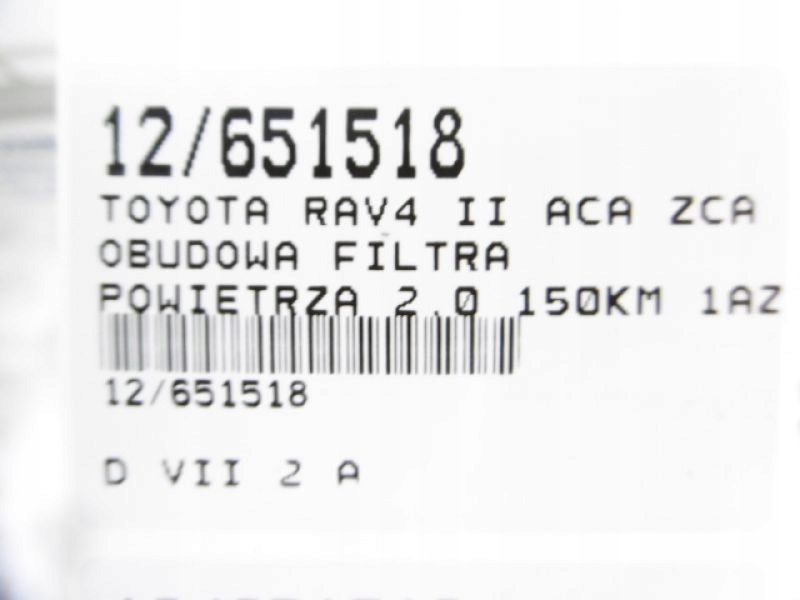 12/651518
TOYOTA RAV4 II ACA ZCA
OBUDOWA FILTRA
POWIETRZA 2.0 150KM 1AZ
12/651518
D VII 2 A